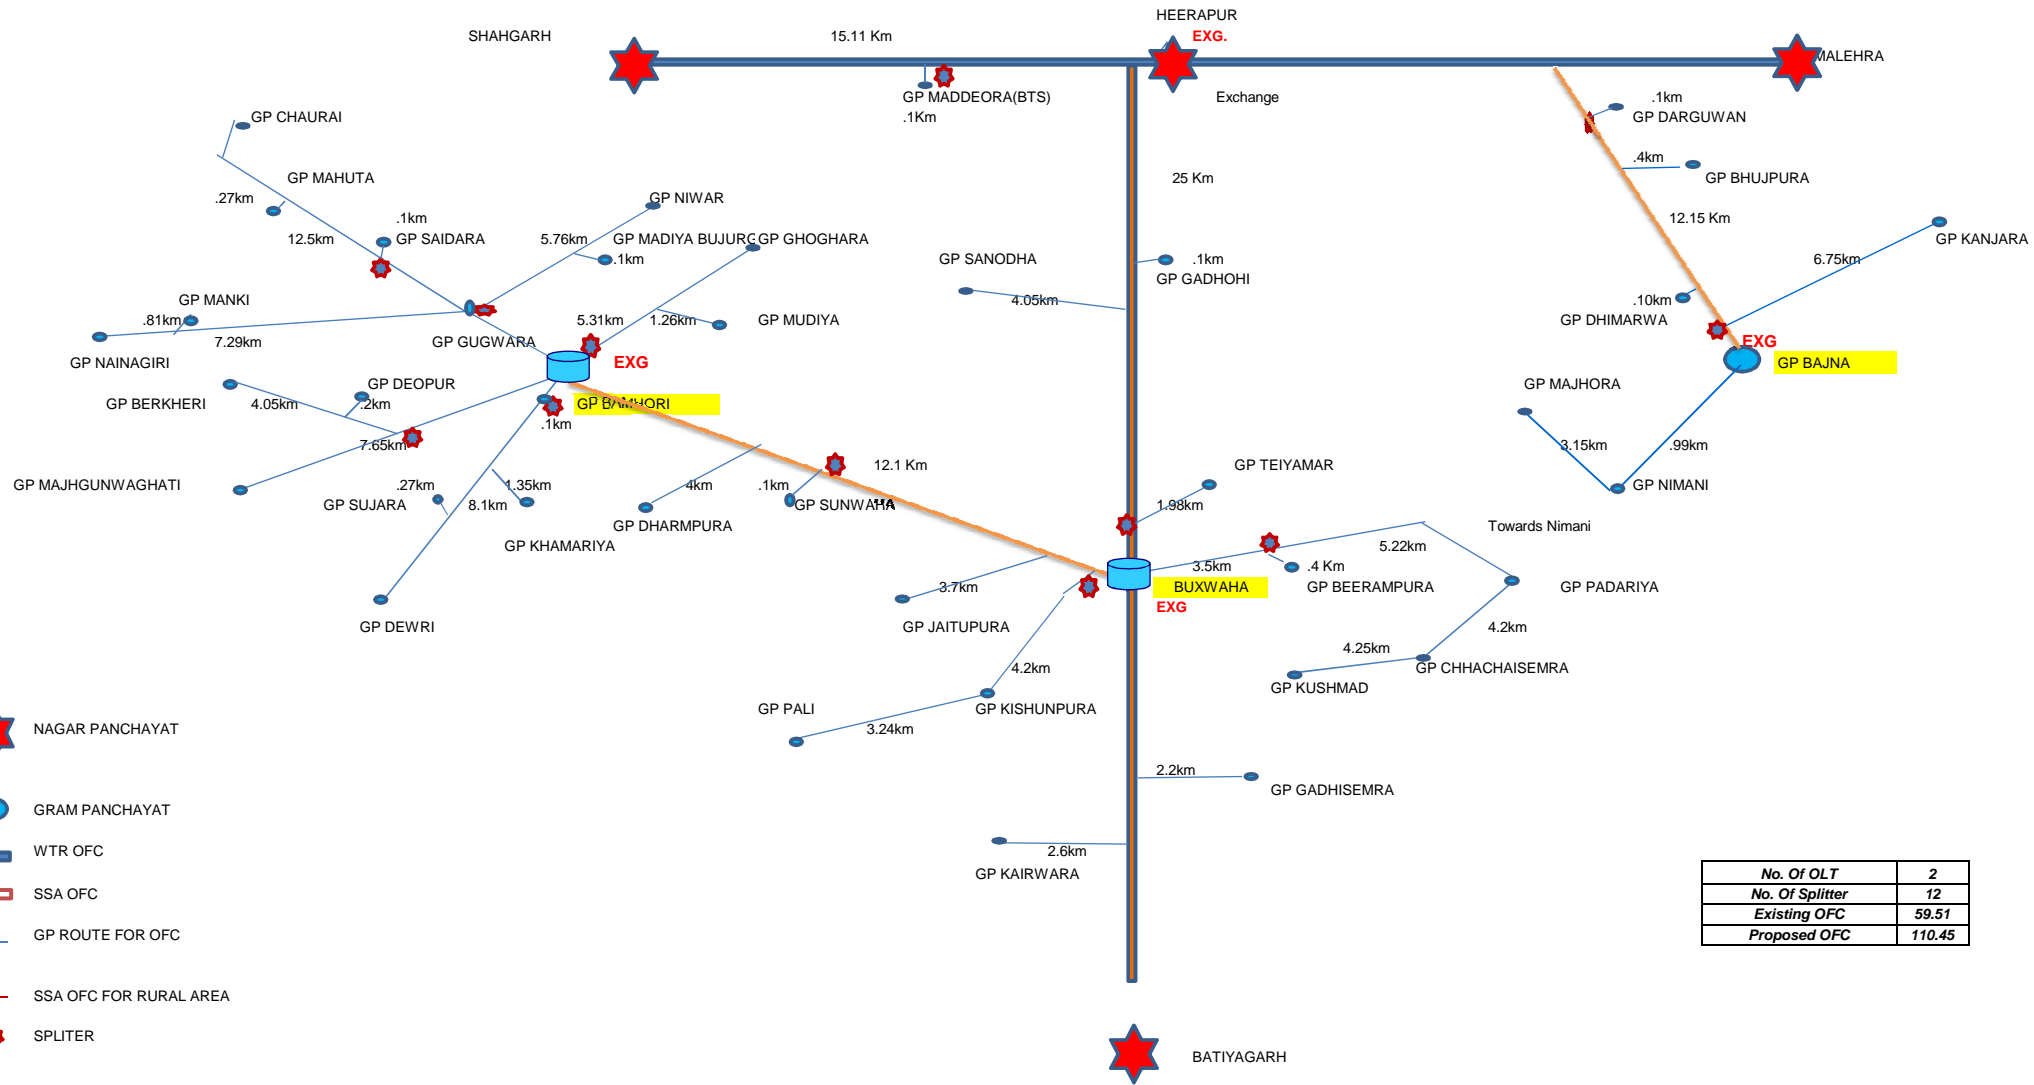 HEERAPUR
SHAHGARH
15.11 Km
EXG.
MALEHRA
GP MADDEORA(BTS)
Exchange
.1km
.1Km
GP CHAURAI
GP DARGUWAN
.4km
GP MAHUTA
25 Km
GP BHUJPURA
.27km
GP NIWAR
.1km
12.15 Km
12.5km
GP SAIDARA
5.76km
GP MADIYA BUJURG
GP GHOGHARA
GP KANJARA
.1km
GP SANODHA
.1km
6.75km
GP GADHOHI
GP MANKI
4.05km
.10km
.81km
5.31km
1.26km
GP MUDIYA
GP DHIMARWA
7.29km
GP GUGWARA
EXG
GP NAINAGIRI
EXG
GP BAJNA
GP DEOPUR
GP MAJHORA
GP BERKHERI
4.05km
.2km
GP BAMHORI
.1km
7.65km
3.15km
.99km
12.1 Km
GP TEIYAMAR
GP MAJHGUNWAGHATI
.27km
1.35km
4km
.1km
GP NIMANI
GP SUJARA
8.1km
GP SUNWAHA
1.98km
GP DHARMPURA
Towards Nimani
GP KHAMARIYA
5.22km
3.5km
.4 Km
3.7km
BUXWAHA
GP BEERAMPURA
GP PADARIYA
EXG
GP DEWRI
GP JAITUPURA
4.2km
4.25km
4.2km
GP CHHACHAISEMRA
GP KUSHMAD
GP PALI
GP KISHUNPURA
3.24km
NAGAR PANCHAYAT
2.2km
GP GADHISEMRA
GRAM PANCHAYAT
WTR OFC
2.6km
GP KAIRWARA
No. Of OLT 2
SSA OFC
No. Of Splitter 12
Existing OFC 59.51
GP ROUTE FOR OFC
Proposed OFC 110.45
SSA OFC FOR RURAL AREA
SPLITER
BATIYAGARH